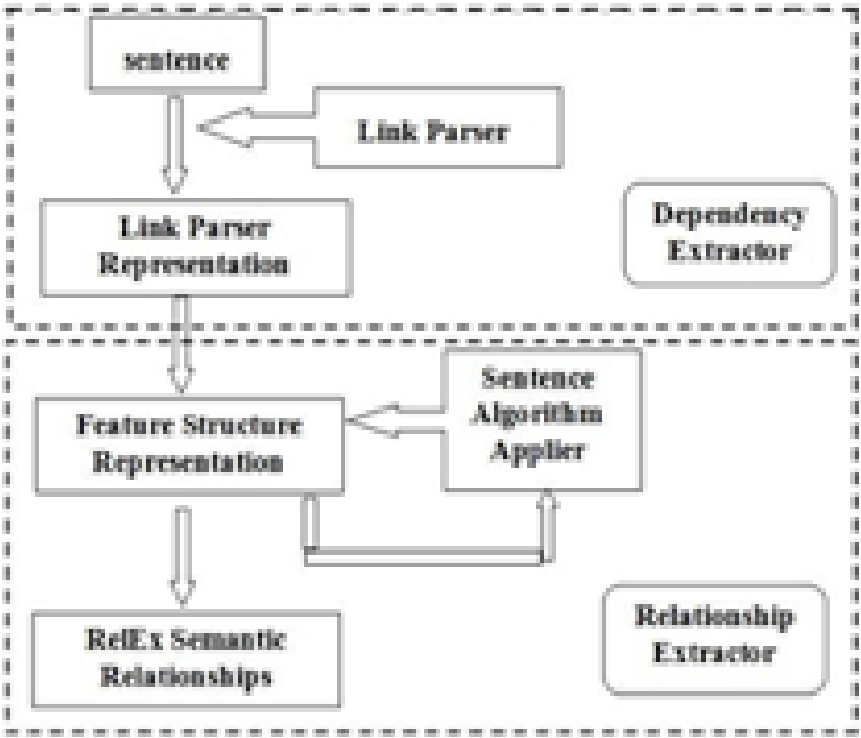 sentence
Link Parser
Link Parser
Representation
Dependency
Extractor
Sentence
Algorithm
Applier
Feature Structure
Representation
RelEx Semantic
Relationships
Relationship
Extractor